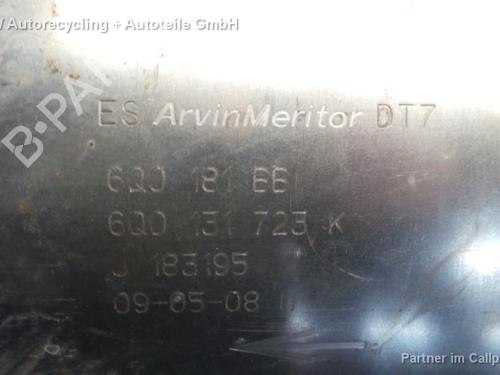 Autorecycling + Autoteile GmbH
B-PA
ES ArvinMeritor DT7
6Q0 181 BB
6Q0 131 723 K
J 183195
09-05-08
Partner im Callp